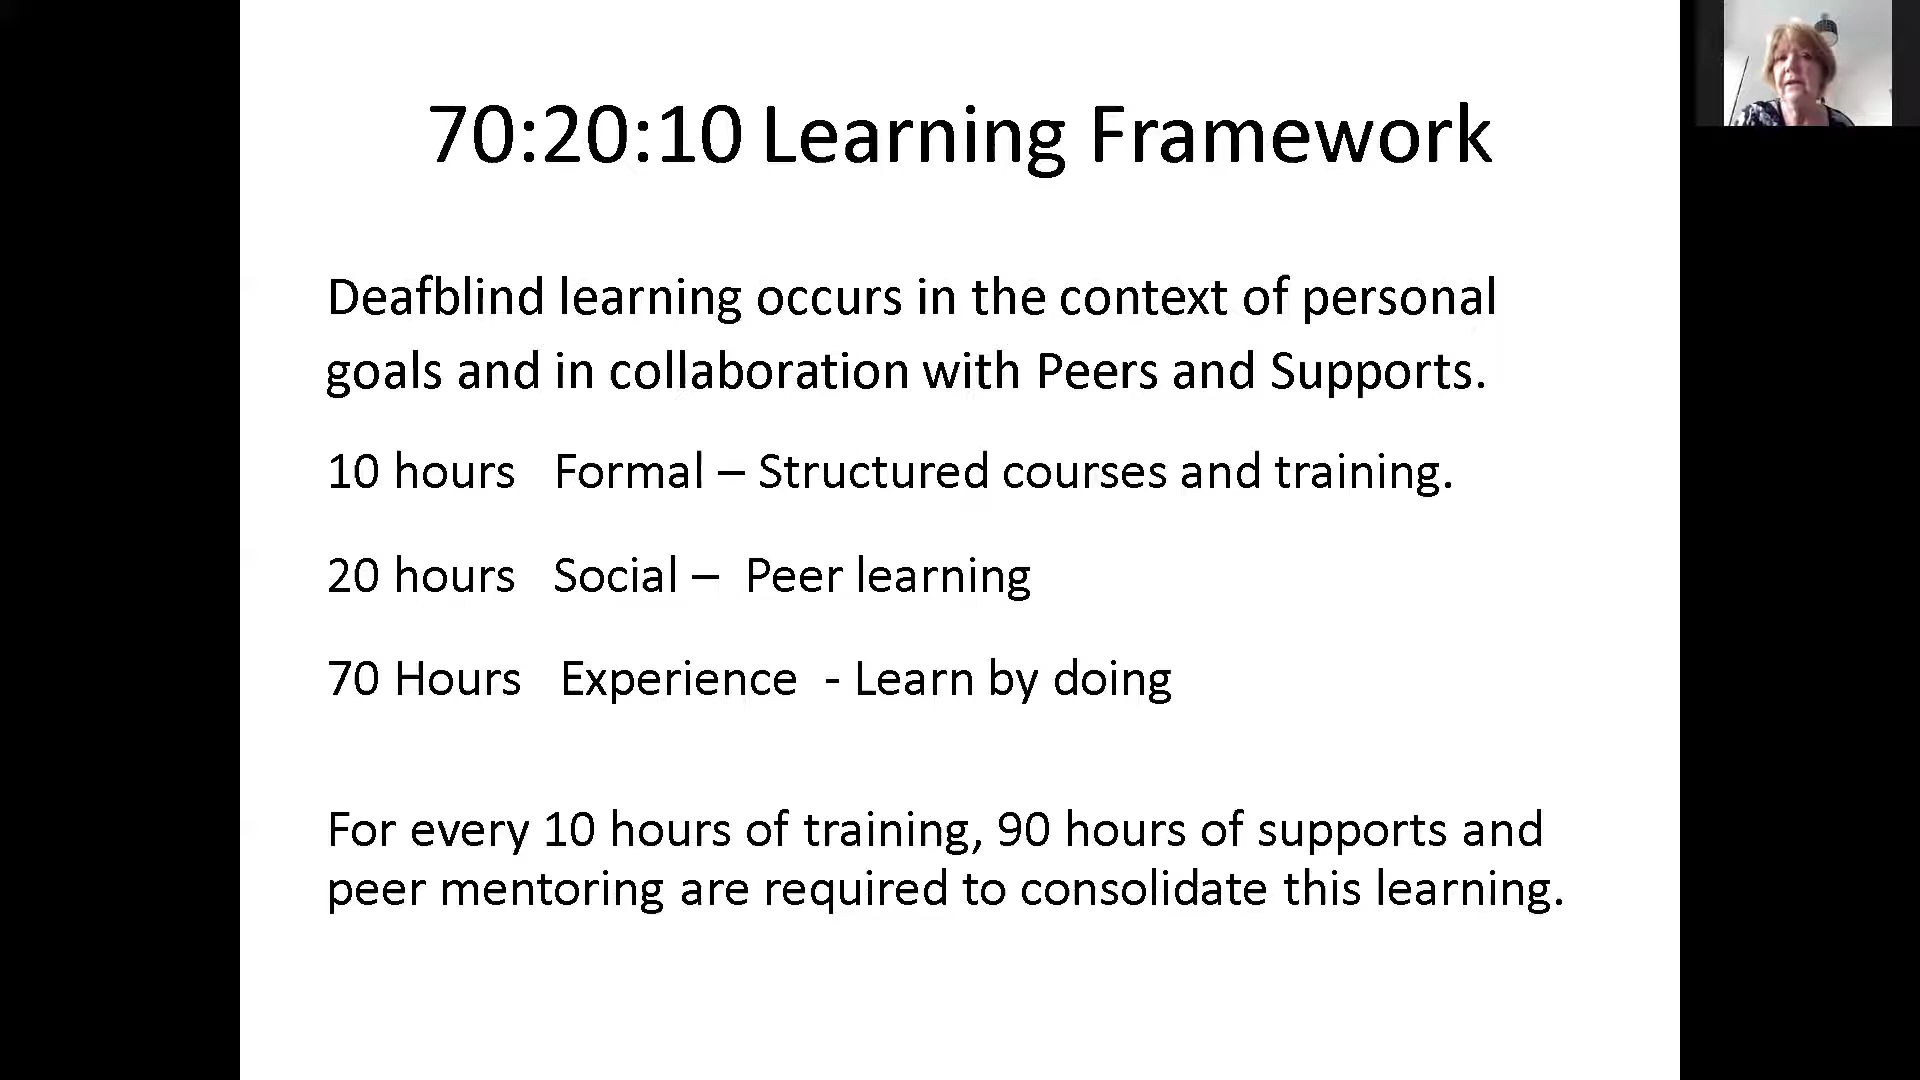 70:20:10 Learning Framework
Deafblind learning occurs in the context of personal
goals and in collaboration with Peers and Supports.
10 hours   Formal – Structured courses and training.
20 hours   Social –  Peer learning
70 Hours   Experience  - Learn by doing
For every 10 hours of training, 90 hours of supports and
peer mentoring are required to consolidate this learning.